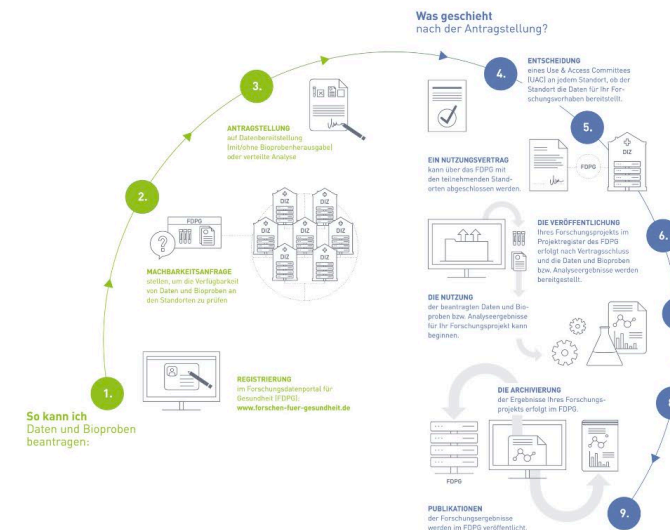 So kann ich
Daten und Bioproben
beantragen:
1.
REGISTRIERUNG
im Forschungsdatenportal für
Gesundheit (FDPG):
www.forschen-fuer-gesundheit.de
2.
FDPG
?
MACHBARKEITSANFRAGE
stellen, um die Verfügbarkeit
von Daten und Bioproben an
den Standorten zu prüfen
DIZ
DIZ
DIZ
DIZ
DIZ
DIZ
DIZ
3.
ANTRAGSTELLUNG
auf Datenbereitstellung
(mit/ohne Bioprobenherausgabe)
oder verteilte Analyse
Was geschieht
nach der Antragstellung?
4.
ENTSCHEIDUNG
eines Use & Access Committees
(UAC) an jedem Standort, ob der
Standort die Daten für Ihr For-
schungsvorhaben bereitstellt.
5.
EIN NUTZUNGSVERTRAG
kann über das FDPG mit
den teilnehmenden Stand-
orten abgeschlossen werden.
FDPG
DIZ
6.
DIE VERÖFFENTLICHUNG
Ihres Forschungsprojekts im
Projektregister des FDPG
erfolgt nach Vertragsschluss
und die Daten und Bioproben
bzw. Analyseergebnisse werden
bereitgestellt.
DIE NUTZUNG
der beantragten Daten und Bio-
proben bzw. Analyseergebnisse
für Ihr Forschungsprojekt kann
beginnen.
8
DIE ARCHIVIERUNG
der Ergebnisse Ihres Forschungs-
projekts erfolgt im FDPG.
FDPG
9.
PUBLIKATIONEN
der Forschungsergebnisse
werden im FDPG veröffentlicht.